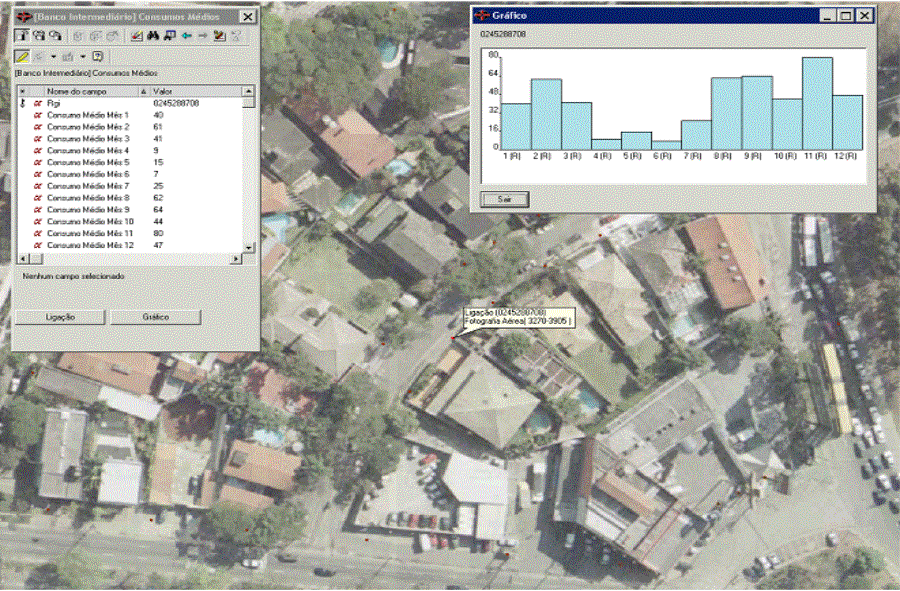 [Banco Intermediário] Consumos Médios
[Banco Intermediário] Consumos Médios
Nome do campo Valor
Rgi 0245288708
Consumo Médio Mês 1 40
Consumo Médio Mês 2 61
Consumo Médio Mês 3 41
Consumo Médio Mês 4 9
Consumo Médio Mês 5 15
Consumo Médio Mês 6 7
Consumo Médio Mês 7 25
Consumo Médio Mês 8 62
Consumo Médio Mês 9 64
Consumo Médio Mês 10 44
Consumo Médio Mês 11 80
Consumo Médio Mês 12 47
Nenhum campo selecionado
Ligação Gráfico
Gráfico
0245288708
80
64
48
32
16
0
1 (R) 2 (R) 3 (R) 4 (R) 5 (R) 6 (R) 7 (R) 8 (R) 9 (R) 10 (R) 11 (R) 12 (R)
Sair
Ligação (0245288708)
Fotografia Aérea( 3270-3905 )